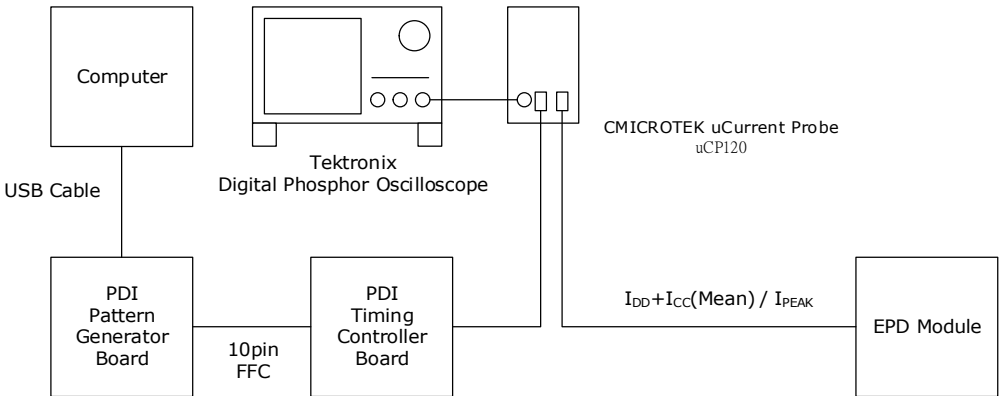 Computer
CMICROTEK uCurrent Probe
uCP120
Tektronix
Digital Phosphor Oscilloscope
USB Cable
PDI
Pattern
Generator
Board
10pin
FFC
PDI
Timing
Controller
Board
IDD+ICC(Mean) / IPEAK
EPD Module